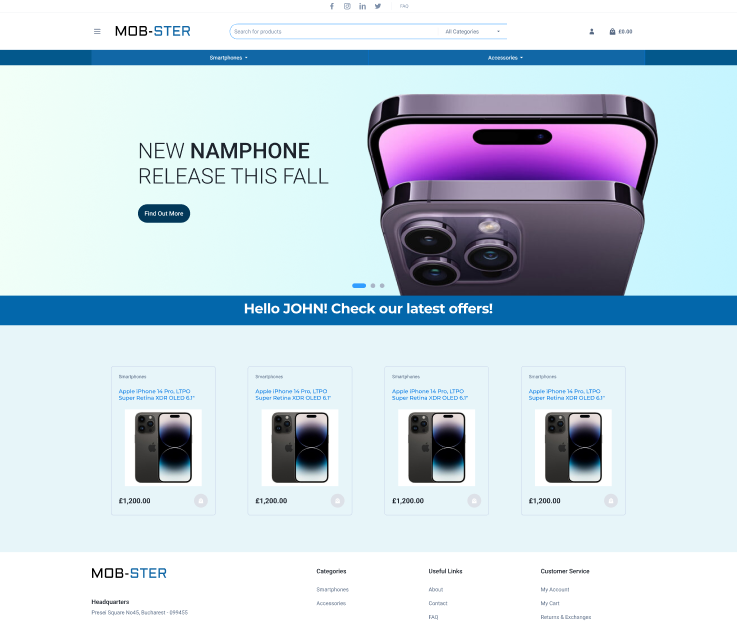 FAQ
MOB-STER
Search for products
All Categories
£0.00
Smartphones
Accessories
NEW NAMPHONE
RELEASE THIS FALL
Find Out More
Hello JOHN! Check our latest offers!
Smartphones
Apple iPhone 14 Pro, LTPO
Super Retina XDR OLED 6.1"
£1,200.00
Smartphones
Apple iPhone 14 Pro, LTPO
Super Retina XDR OLED 6.1"
£1,200.00
Smartphones
Apple iPhone 14 Pro, LTPO
Super Retina XDR OLED 6.1"
£1,200.00
Smartphones
Apple iPhone 14 Pro, LTPO
Super Retina XDR OLED 6.1"
£1,200.00
MOB-STER
Headquarters
Presei Square No45, Bucharest - 099455
Categories
Smartphones
Accessories
Useful Links
About
Contact
FAQ
Customer Service
My Account
My Cart
Returns & Exchanges